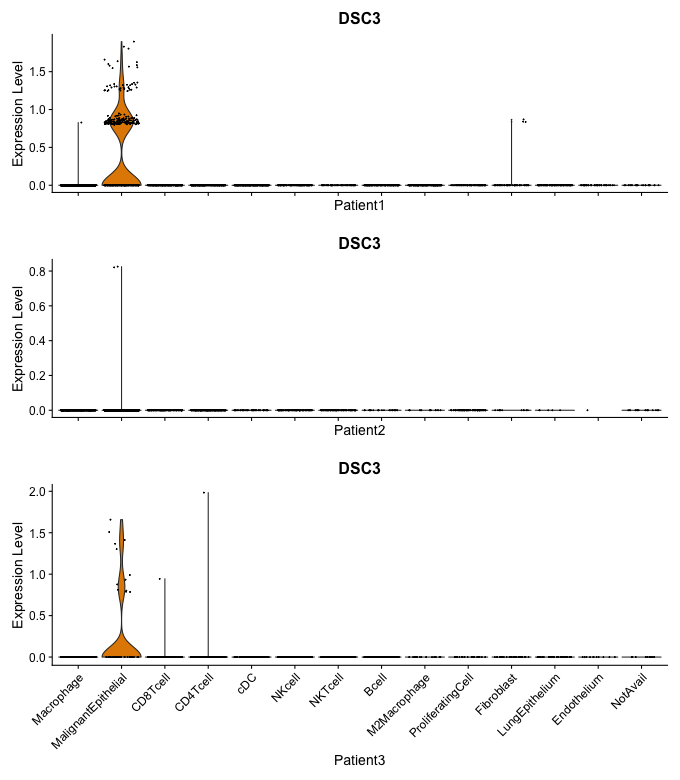 DSC3
Expression Level
1.5
1.0
0.5
0.0
Patient1
DSC3
Expression Level
0.8
0.6
0.4
0.2
0.0
Patient2
DSC3
Expression Level
2.0
1.5
1.0
0.5
0.0
Macrophage
MalignantEpithelial
CD8Tcell
CD4Tcell
cDC
NKcell
NKTcell
Bcell
M2Macrophage
ProliferatingCell
Fibroblast
LungEpithelium
Endothelium
NotAvail
Patient3